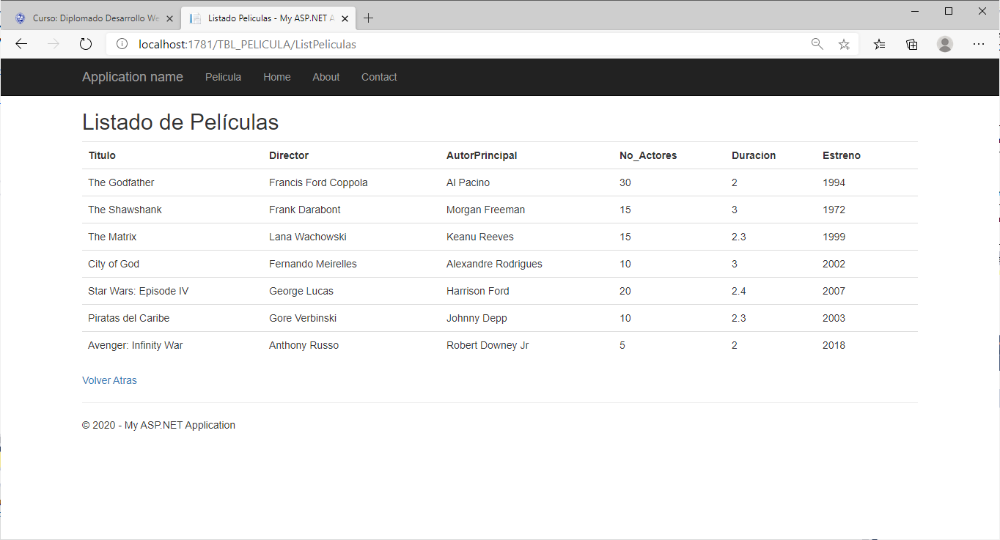 Curso: Diplomado Desarrollo We
Listado Peliculas - My ASP.NET A
localhost:1781/TBL_PELICULA/ListPeliculas
Application name Pelicula Home About Contact
Listado de Películas
Titulo Director AutorPrincipal No_Actores Duracion Estreno
The Godfather Francis Ford Coppola Al Pacino 30 2 1994
The Shawshank Frank Darabont Morgan Freeman 15 3 1972
The Matrix Lana Wachowski Keanu Reeves 15 2.3 1999
City of God Fernando Meirelles Alexandre Rodrigues 10 3 2002
Star Wars: Episode IV George Lucas Harrison Ford 20 2.4 2007
Piratas del Caribe Gore Verbinski Johnny Depp 10 2.3 2003
Avenger: Infinity War Anthony Russo Robert Downey Jr 5 2 2018
Volver Atras
© 2020 - My ASP.NET Application